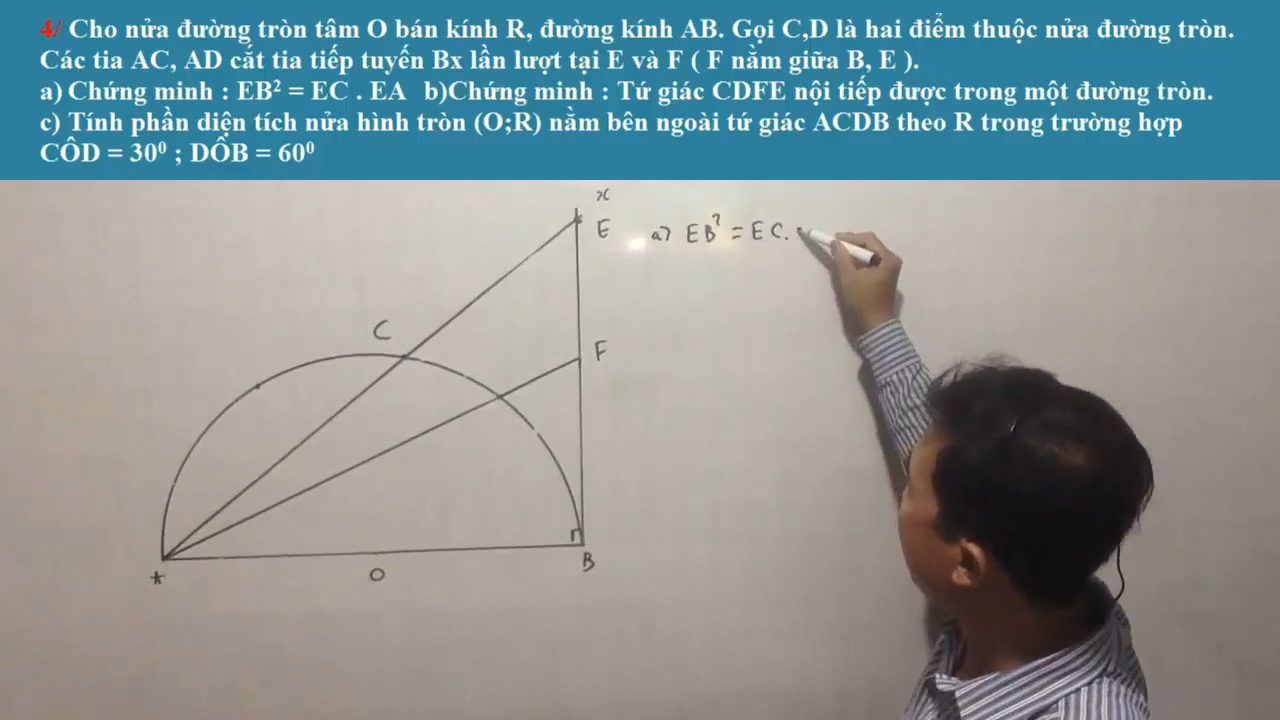 4/ Cho nửa đường tròn tâm O bán kính R, đường kính AB. Gọi C,D là hai điểm thuộc nửa đường tròn.
Các tia AC, AD cắt tia tiếp tuyến Bx lần lượt tại E và F ( F nằm giữa B, E ).
a) Chứng minh : EB² = EC . EA b)Chứng minh : Tứ giác CDFE nội tiếp được trong một đường tròn.
c) Tính phần diện tích nửa hình tròn (O;R) nằm bên ngoài tứ giác ACDB theo R trong trường hợp
CÔD = 30⁰ ; DÔB = 60⁰
x
E
a) EB² = EC.
C
F
A
O
B